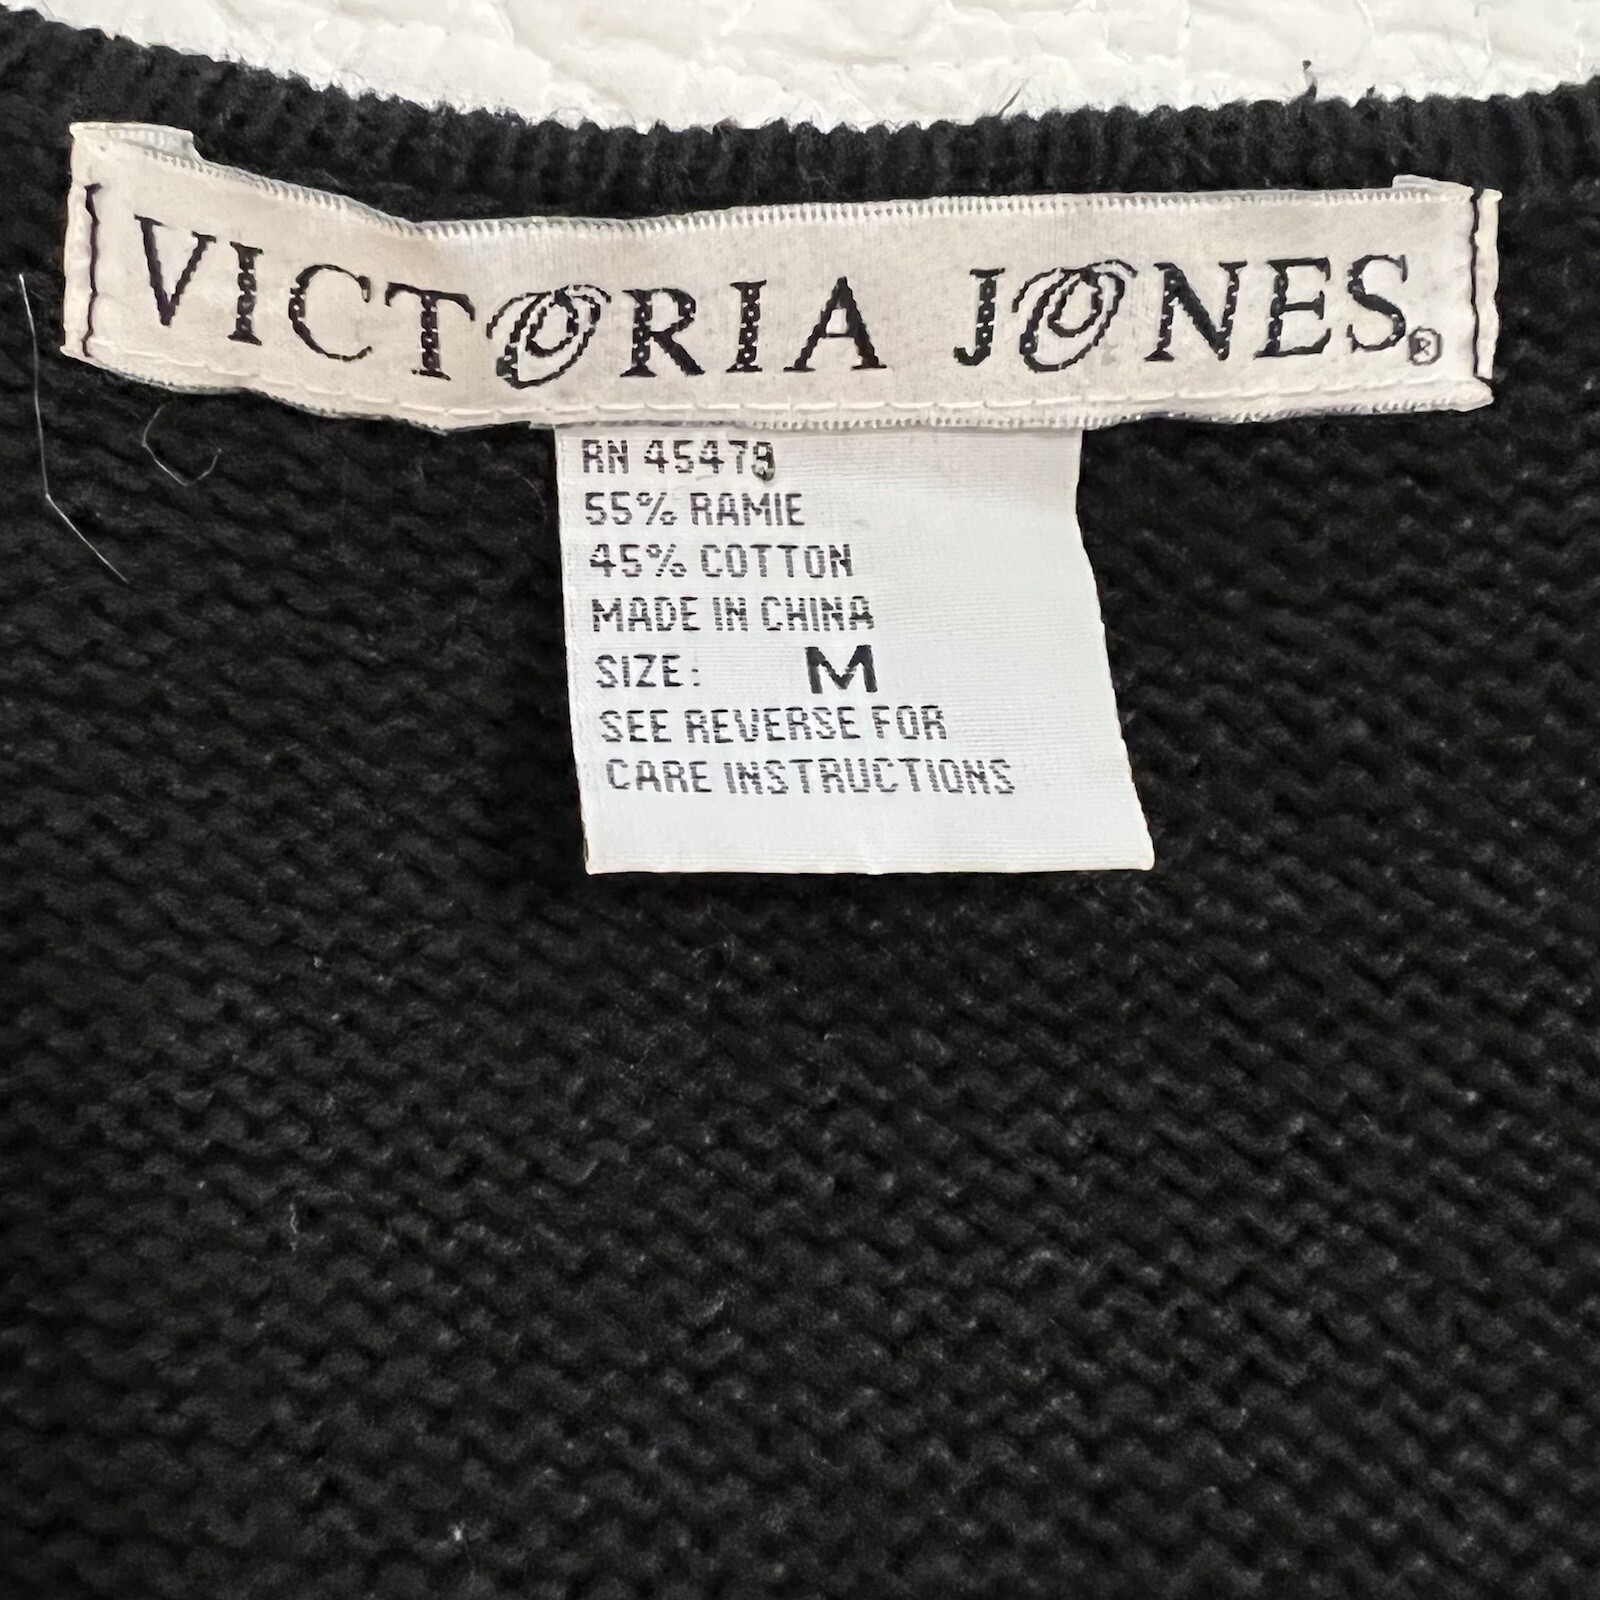 VICTORIA JONES®
RN 45479
55% RAMIE
45% COTTON
MADE IN CHINA
SIZE: M
SEE REVERSE FOR
CARE INSTRUCTIONS